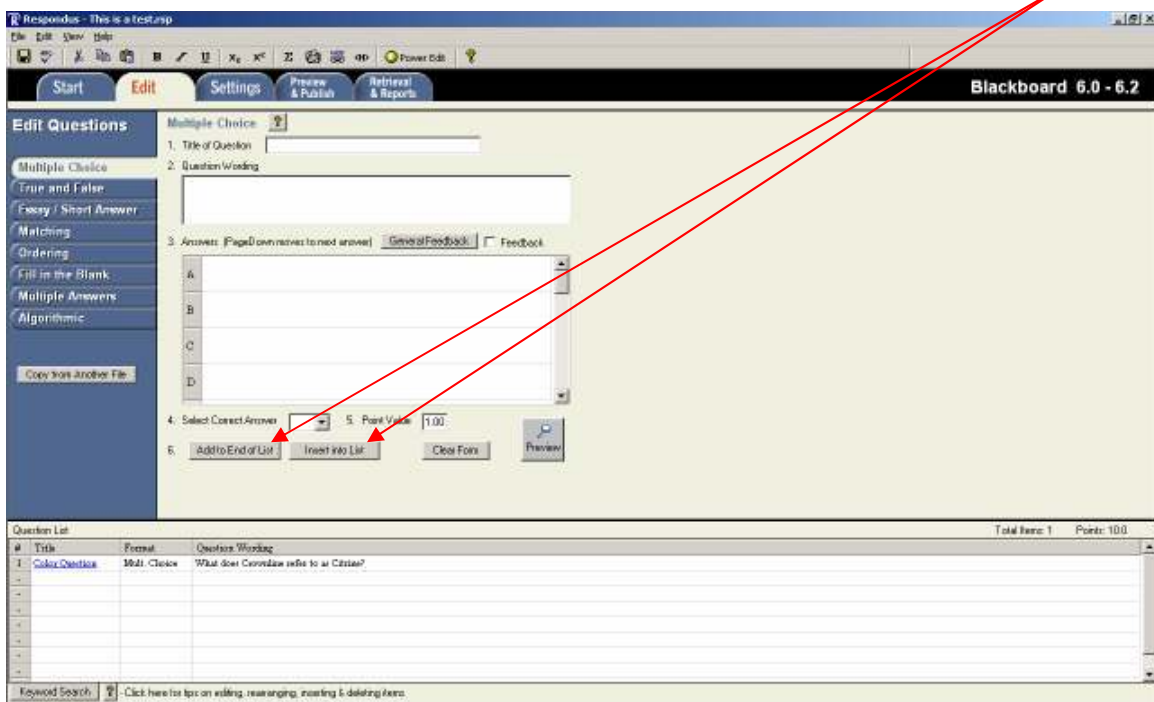 Respondus - This is a test.rsp
File Edit View Help
B I U X₂ X² Σ Power Edit ?
Start Edit Settings Preview & Publish Retrieval & Reports Blackboard 6.0 - 6.2
Edit Questions
Multiple Choice
True and False
Essay / Short Answer
Matching
Ordering
Fill in the Blank
Multiple Answers
Algorithmic
Copy from Another File
Multiple Choice ?
1. Title of Question
2. Question Wording
3. Answers (PageDown moves to next answer) General Feedback Feedback
A
B
C
D
4. Select Correct Answer 5. Point Value 1.00
6. Add to End of List Insert into List Clear Form Preview
Question List Total Items: 1 Points: 10.0
# Title Format Question Wording
1 Color Question Mult. Choice What does Crownline refer to as Citrine?
Keyword Search ? - Click here for tips on editing, rearranging, inserting & deleting items